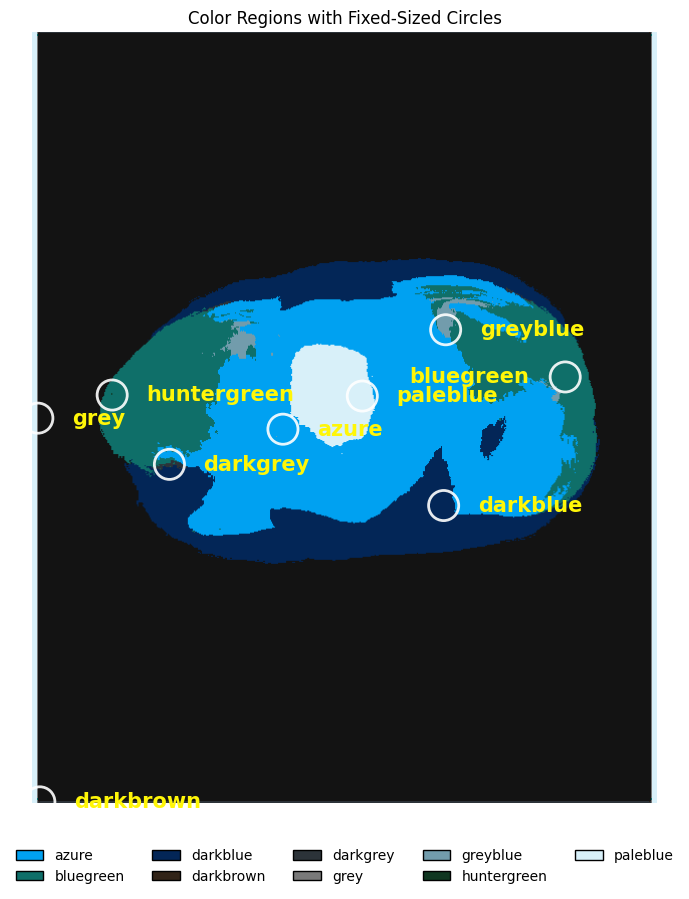 Color Regions with Fixed-Sized Circles
greyblue
bluegreen
huntergreen
paleblue
grey
azure
darkgrey
darkblue
darkbrown
azure darkblue darkgrey greyblue paleblue
bluegreen darkbrown grey huntergreen